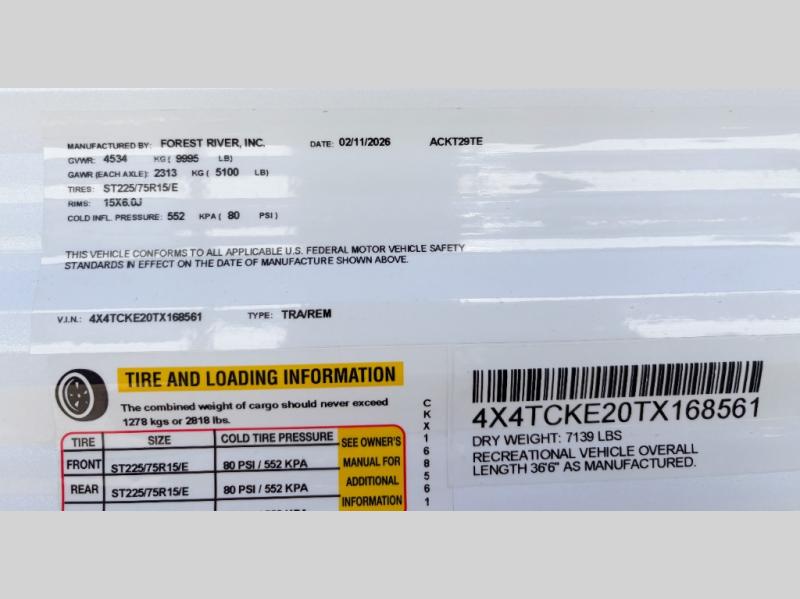 MANUFACTURED BY: FOREST RIVER, INC. DATE: 02/11/2026 ACKT29TE
GVWR: 4534 KG ( 9995 LB)
GAWR (EACH AXLE): 2313 KG ( 5100 LB)
TIRES: ST225/75R15/E
RIMS: 15X6.0J
COLD INFL. PRESSURE: 552 KPA ( 80 PSI )
THIS VEHICLE CONFORMS TO ALL APPLICABLE U.S. FEDERAL MOTOR VEHICLE SAFETY
STANDARDS IN EFFECT ON THE DATE OF MANUFACTURE SHOWN ABOVE.
V.I.N.: 4X4TCKE20TX168561 TYPE: TRA/REM
TIRE AND LOADING INFORMATION
The combined weight of cargo should never exceed
1278 kgs or 2818 lbs.
TIRE SIZE COLD TIRE PRESSURE
FRONT ST225/75R15/E 80 PSI / 552 KPA
REAR ST225/75R15/E 80 PSI / 552 KPA
SEE OWNER'S
MANUAL FOR
ADDITIONAL
INFORMATION
CKX168561
4X4TCKE20TX168561
DRY WEIGHT: 7139 LBS
RECREATIONAL VEHICLE OVERALL
LENGTH 36'6" AS MANUFACTURED.